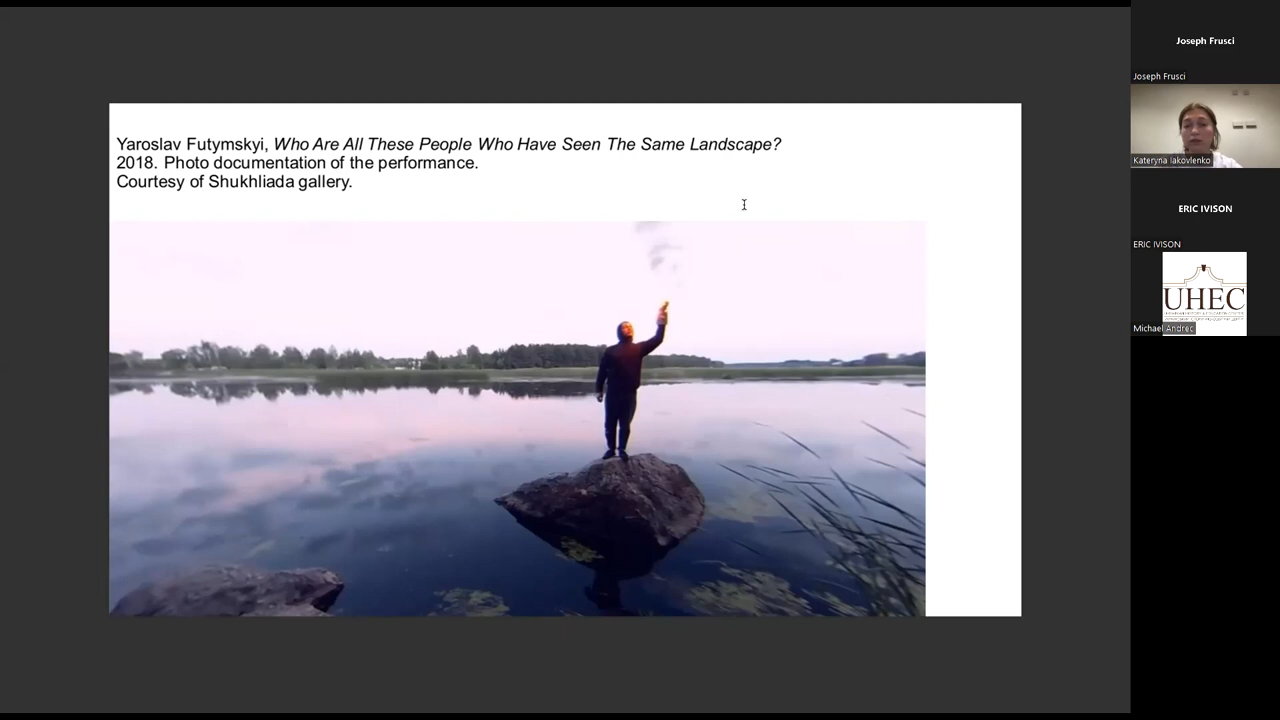 Yaroslav Futymskyi, Who Are All These People Who Have Seen The Same Landscape?
2018. Photo documentation of the performance.
Courtesy of Shukhliada gallery.
Joseph Frusci
Joseph Frusci
Kateryna Iakovlenko
ERIC IVISON
ERIC IVISON
UHEC
Michael Andrec